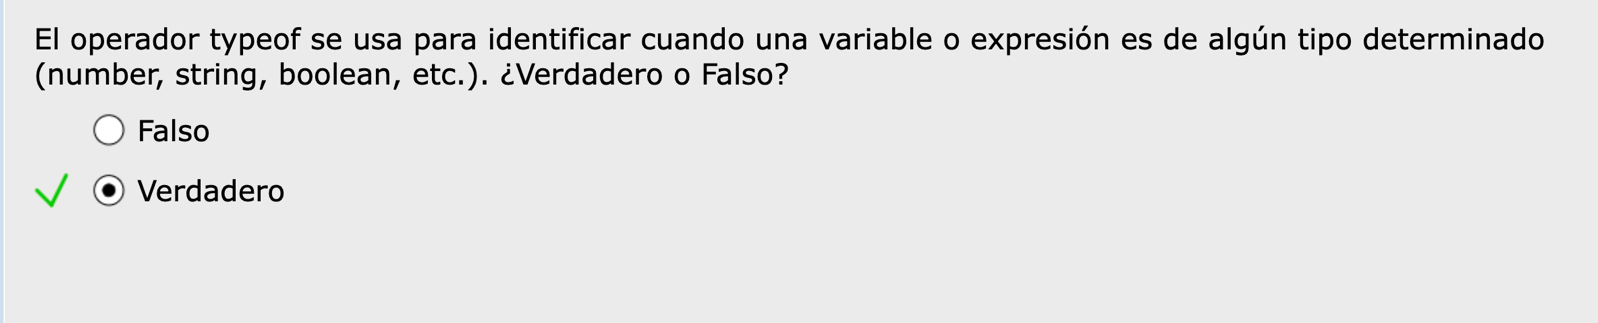 El operador typeof se usa para identificar cuando una variable o expresión es de algún tipo determinado
(number, string, boolean, etc.). ¿Verdadero o Falso?
Falso
Verdadero